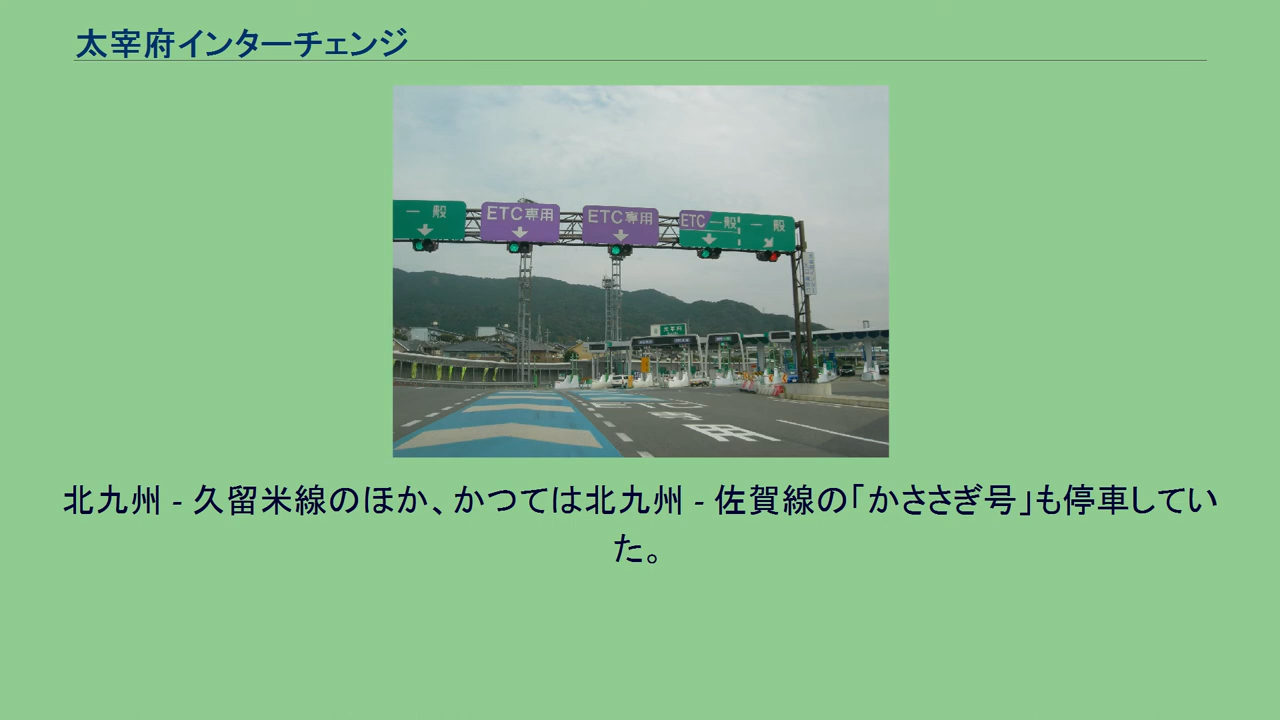 太宰府インターチェンジ
一般
ETC専用
ETC専用
ETC 一般
一般
太宰府
北九州 - 久留米線のほか、かつては北九州 - 佐賀線の「かささぎ号」も停車してい
た。